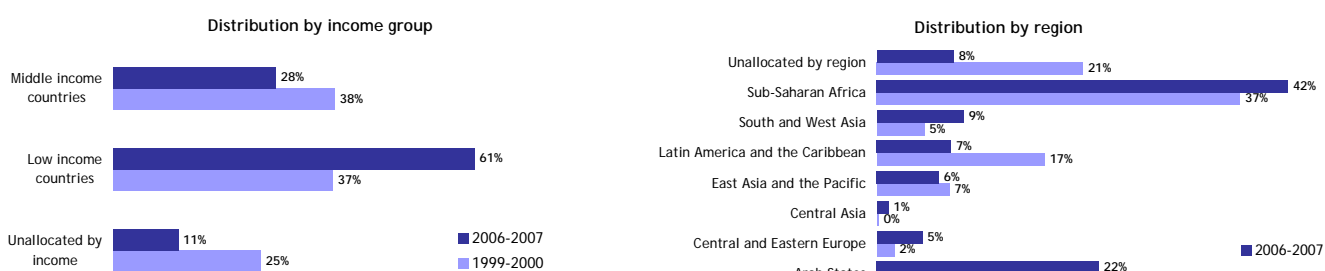 Distribution by income group
Middle income
countries
28%
38%
Low income
countries
61%
37%
Unallocated by
income
11%
25%
2006-2007
1999-2000
Distribution by region
Unallocated by region
8%
21%
Sub-Saharan Africa
42%
37%
South and West Asia
9%
5%
Latin America and the Caribbean
7%
17%
East Asia and the Pacific
6%
7%
Central Asia
1%
0%
Central and Eastern Europe
5%
2%
Arab States
22%
2006-2007